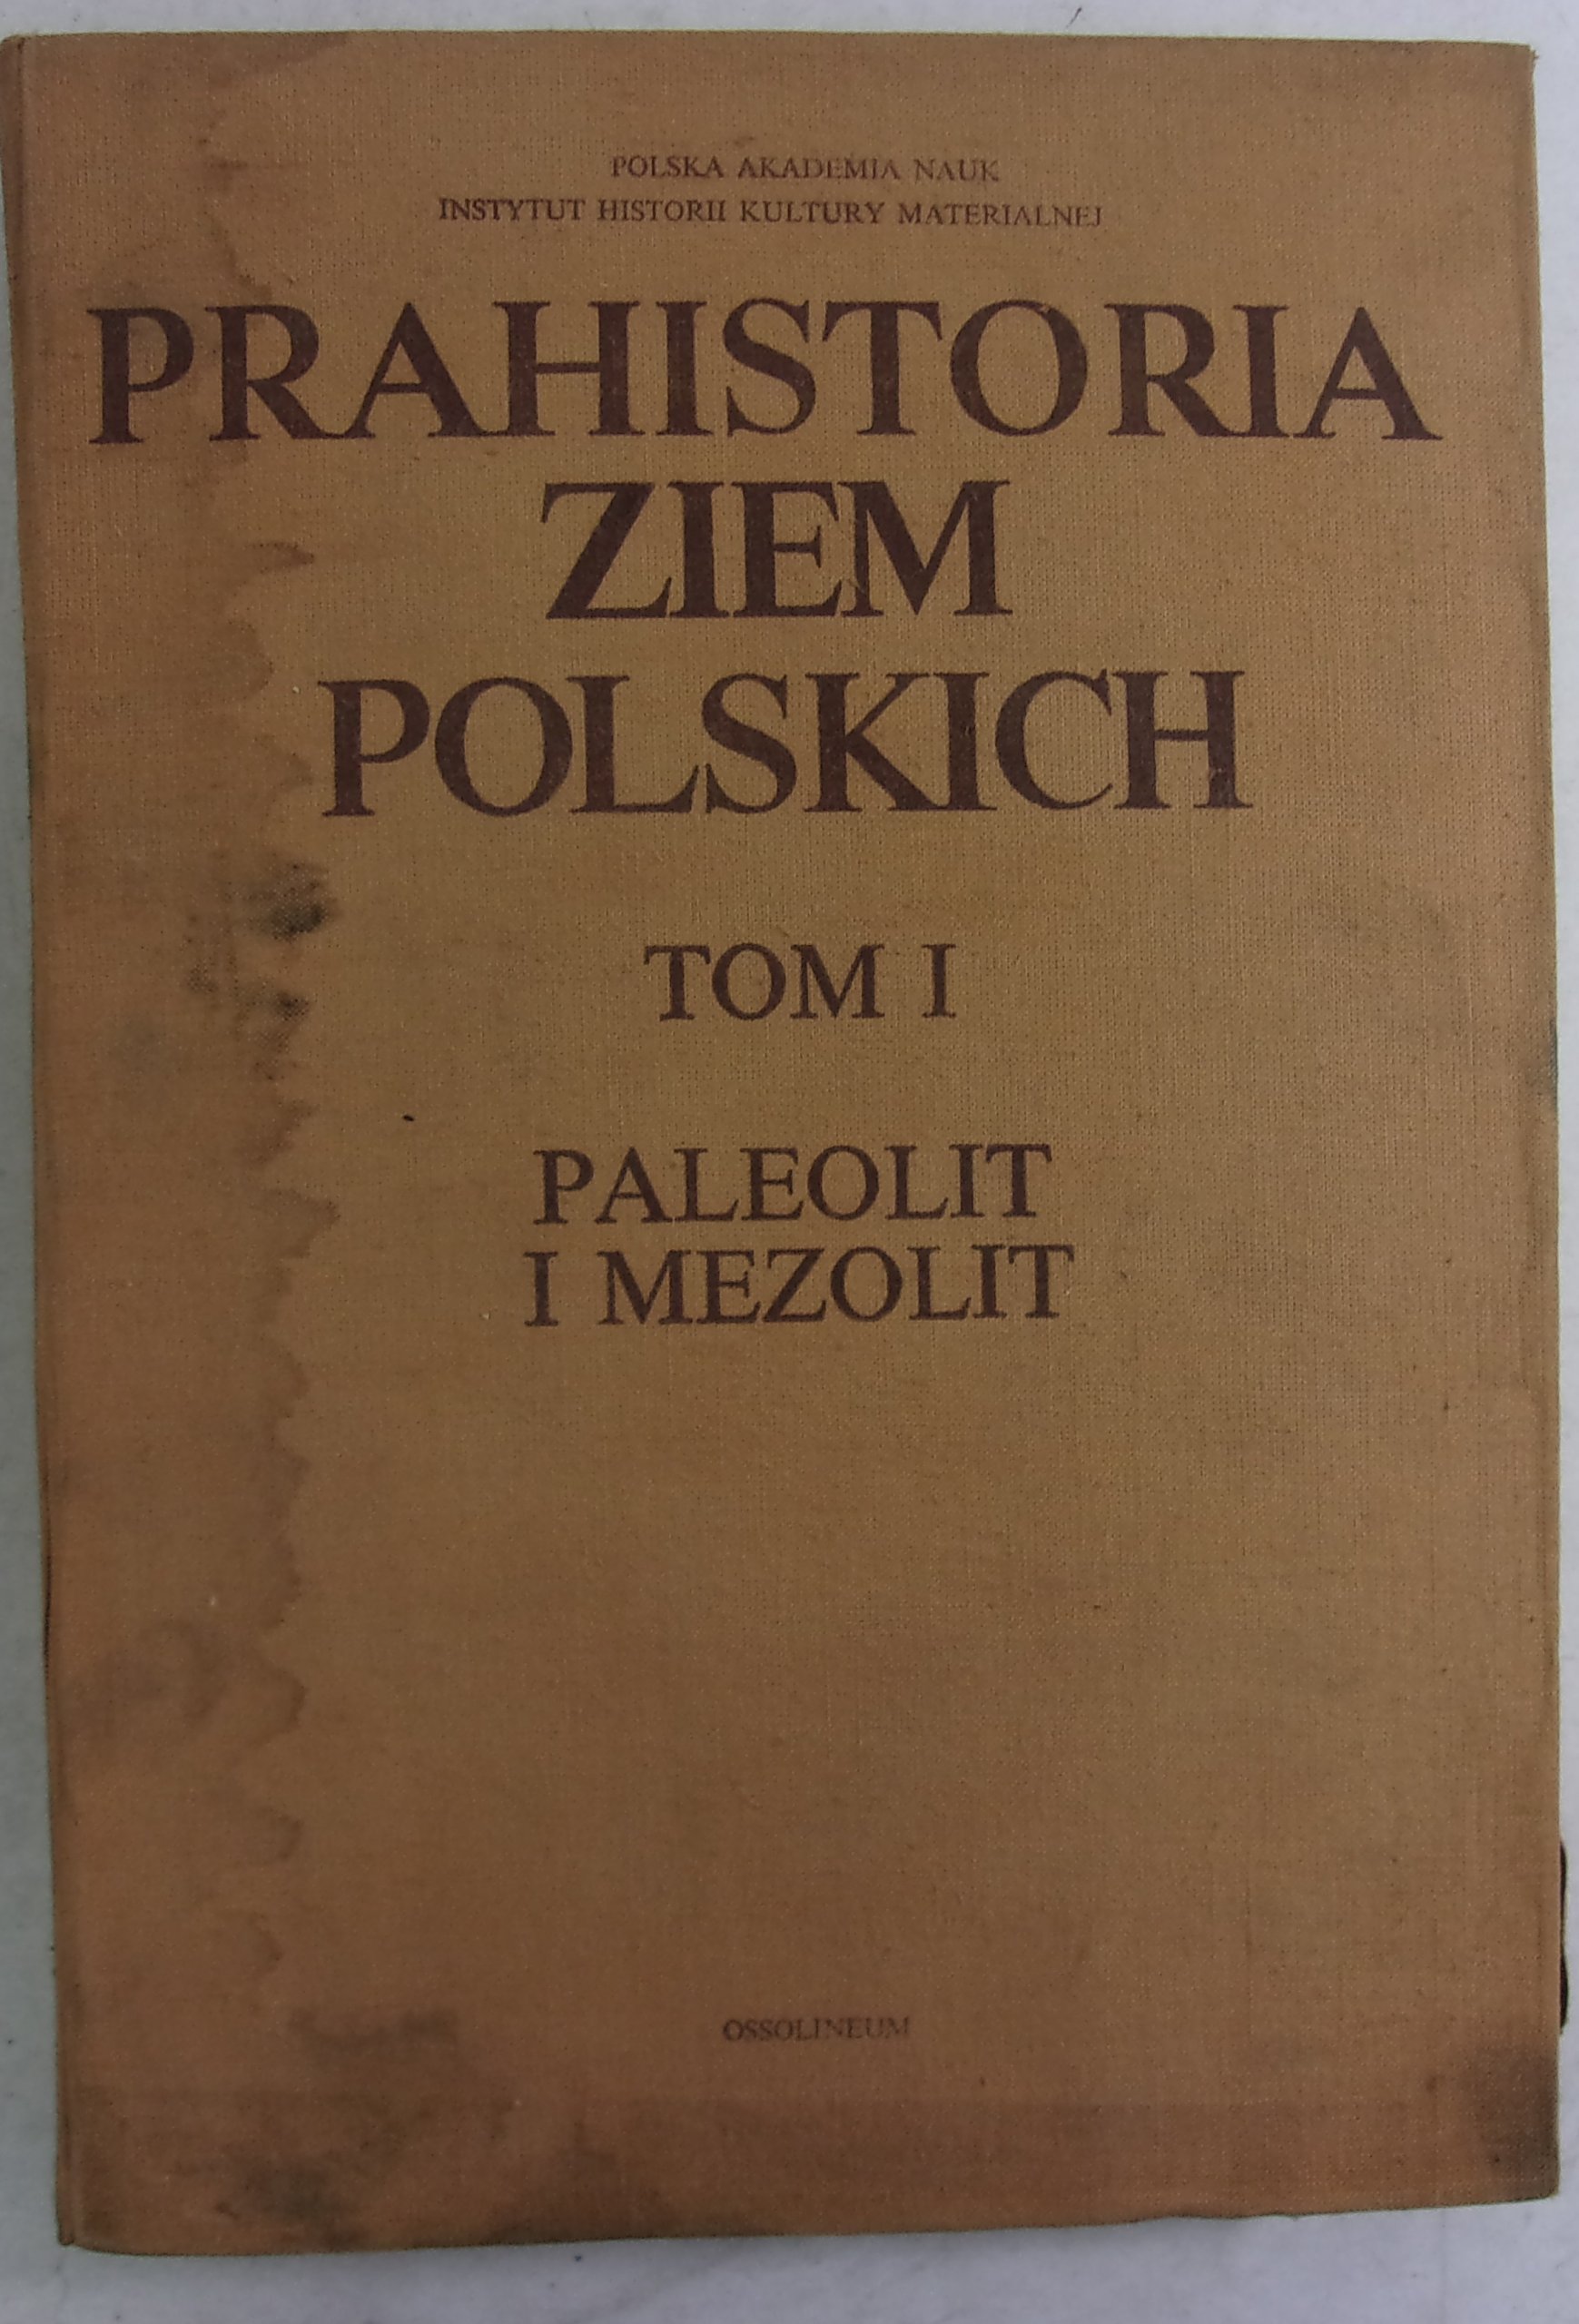 POLSKA AKADEMIA NAUK
INSTYTUT HISTORII KULTURY MATERIALNEJ
PRAHISTORIA
ZIEM
POLSKICH
TOM I
PALEOLIT
I MEZOLIT
OSSOLINEUM